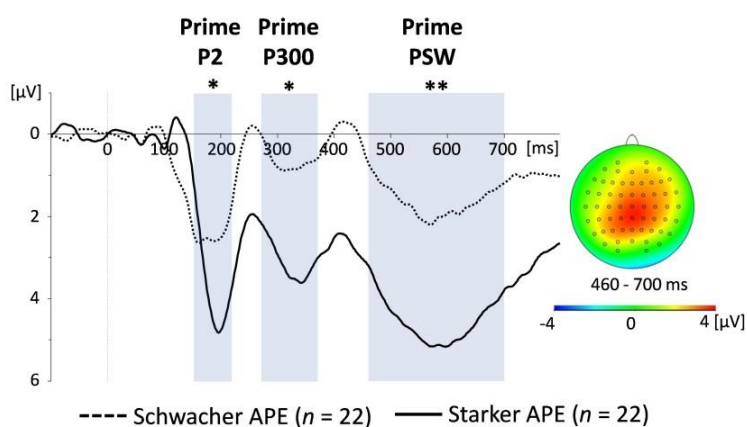 Prime Prime Prime
P2 P300 PSW
* * **
[µV]
0
0 100 200 300 400 500 600 700 [ms]
2
4
6
460 - 700 ms
-4 0 4 [µV]
Schwacher APE (n = 22) Starker APE (n = 22)